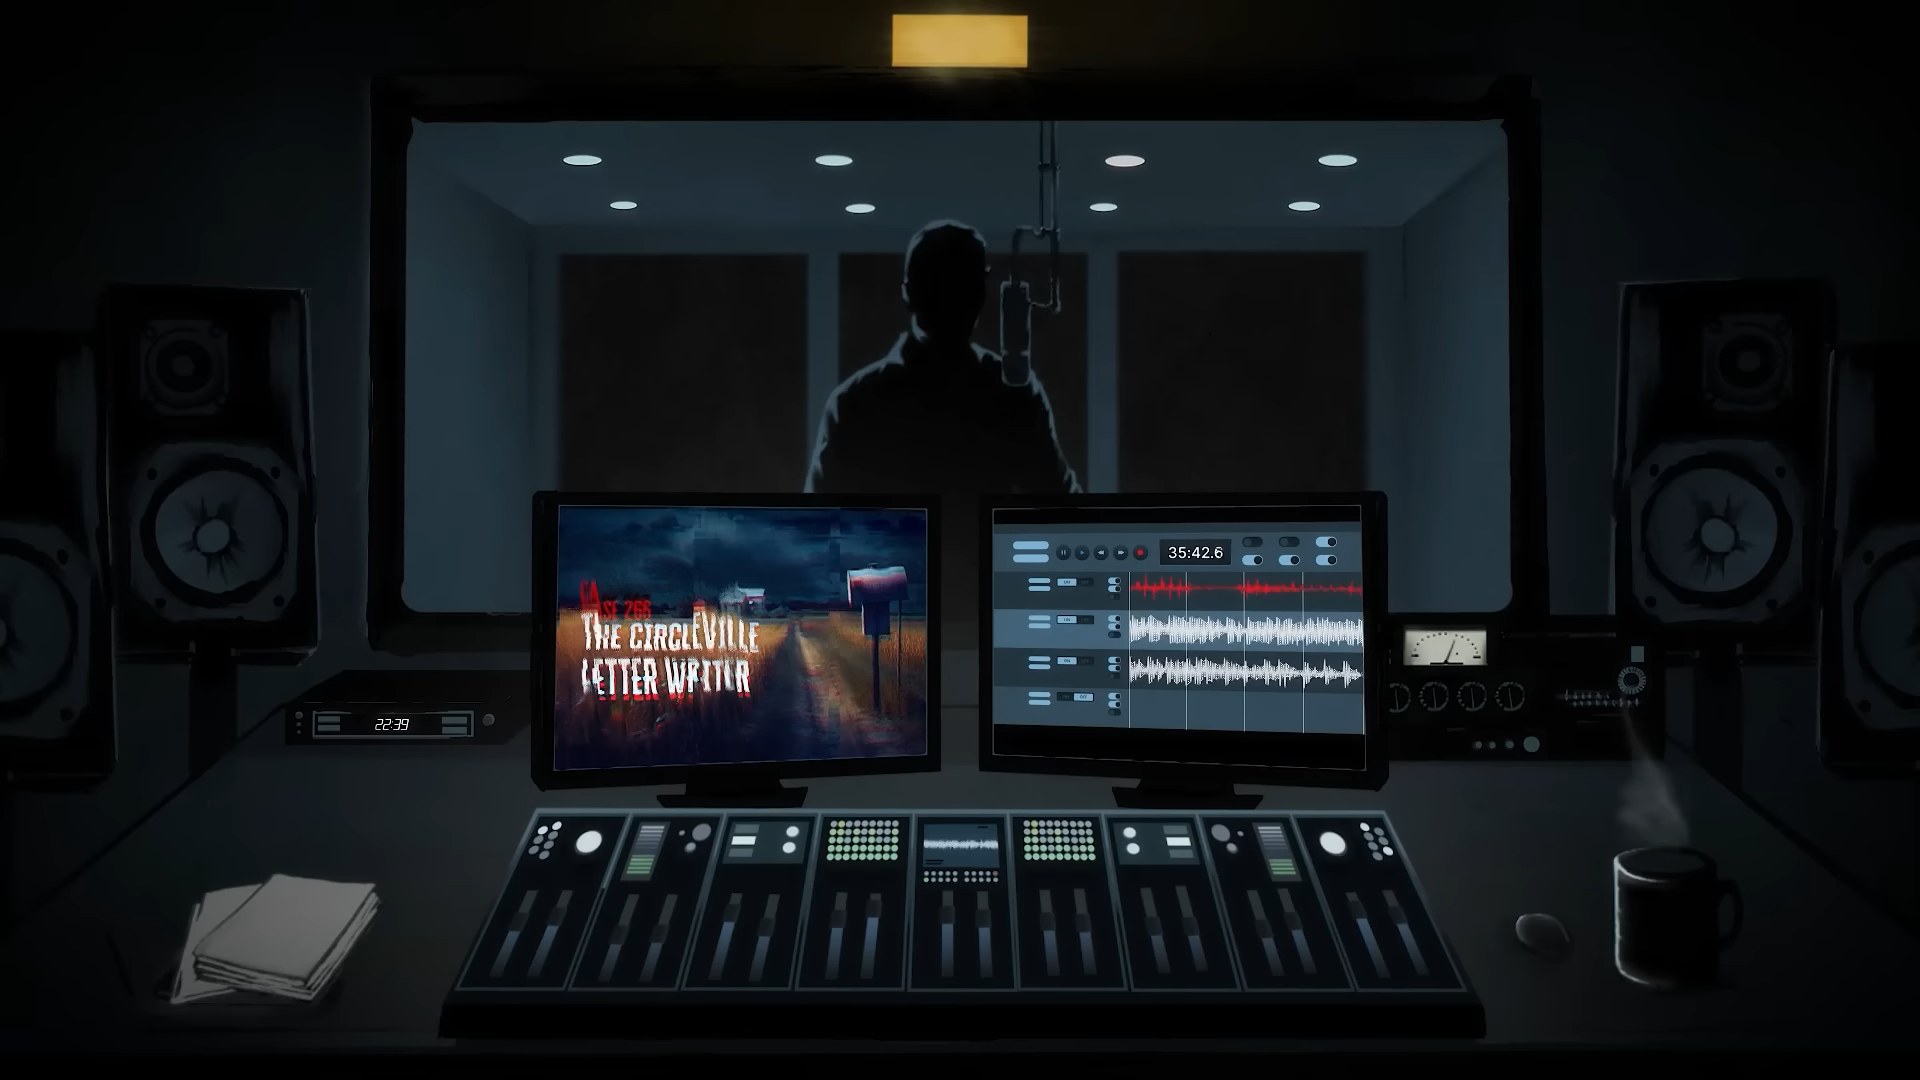 CASE 266
THE CIRCLEVILLE
LETTER WRITER
35:42.6
22:39